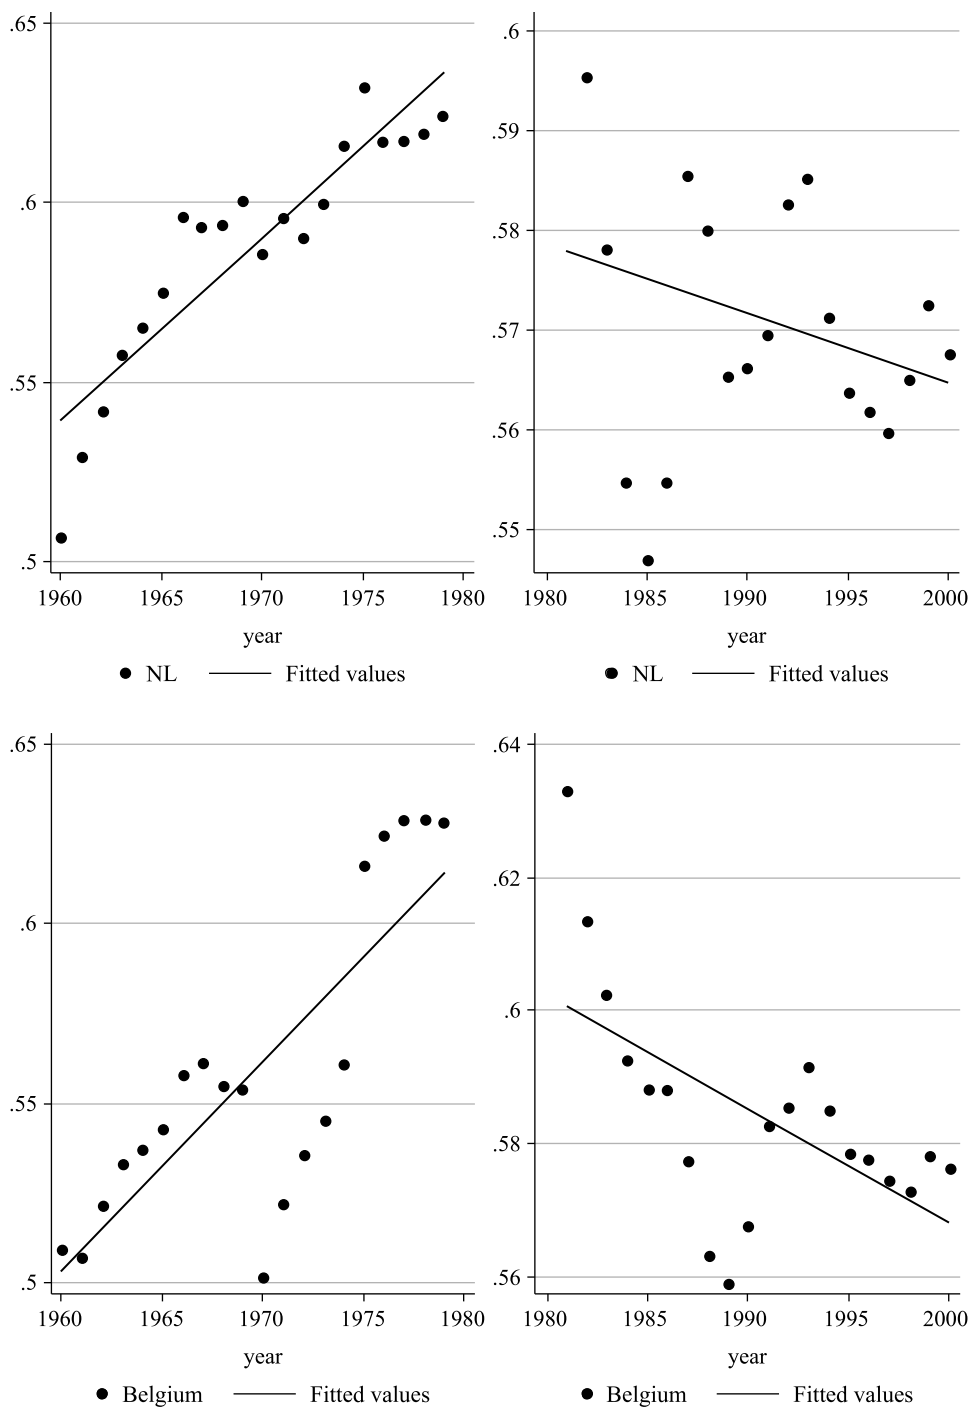 .65
.6
.55
.5
1960 1965 1970 1975 1980
year
NL Fitted values
.6
.59
.58
.57
.56
.55
1980 1985 1990 1995 2000
year
NL Fitted values
.65
.6
.55
.5
1960 1965 1970 1975 1980
year
Belgium Fitted values
.64
.62
.6
.58
.56
1980 1985 1990 1995 2000
year
Belgium Fitted values